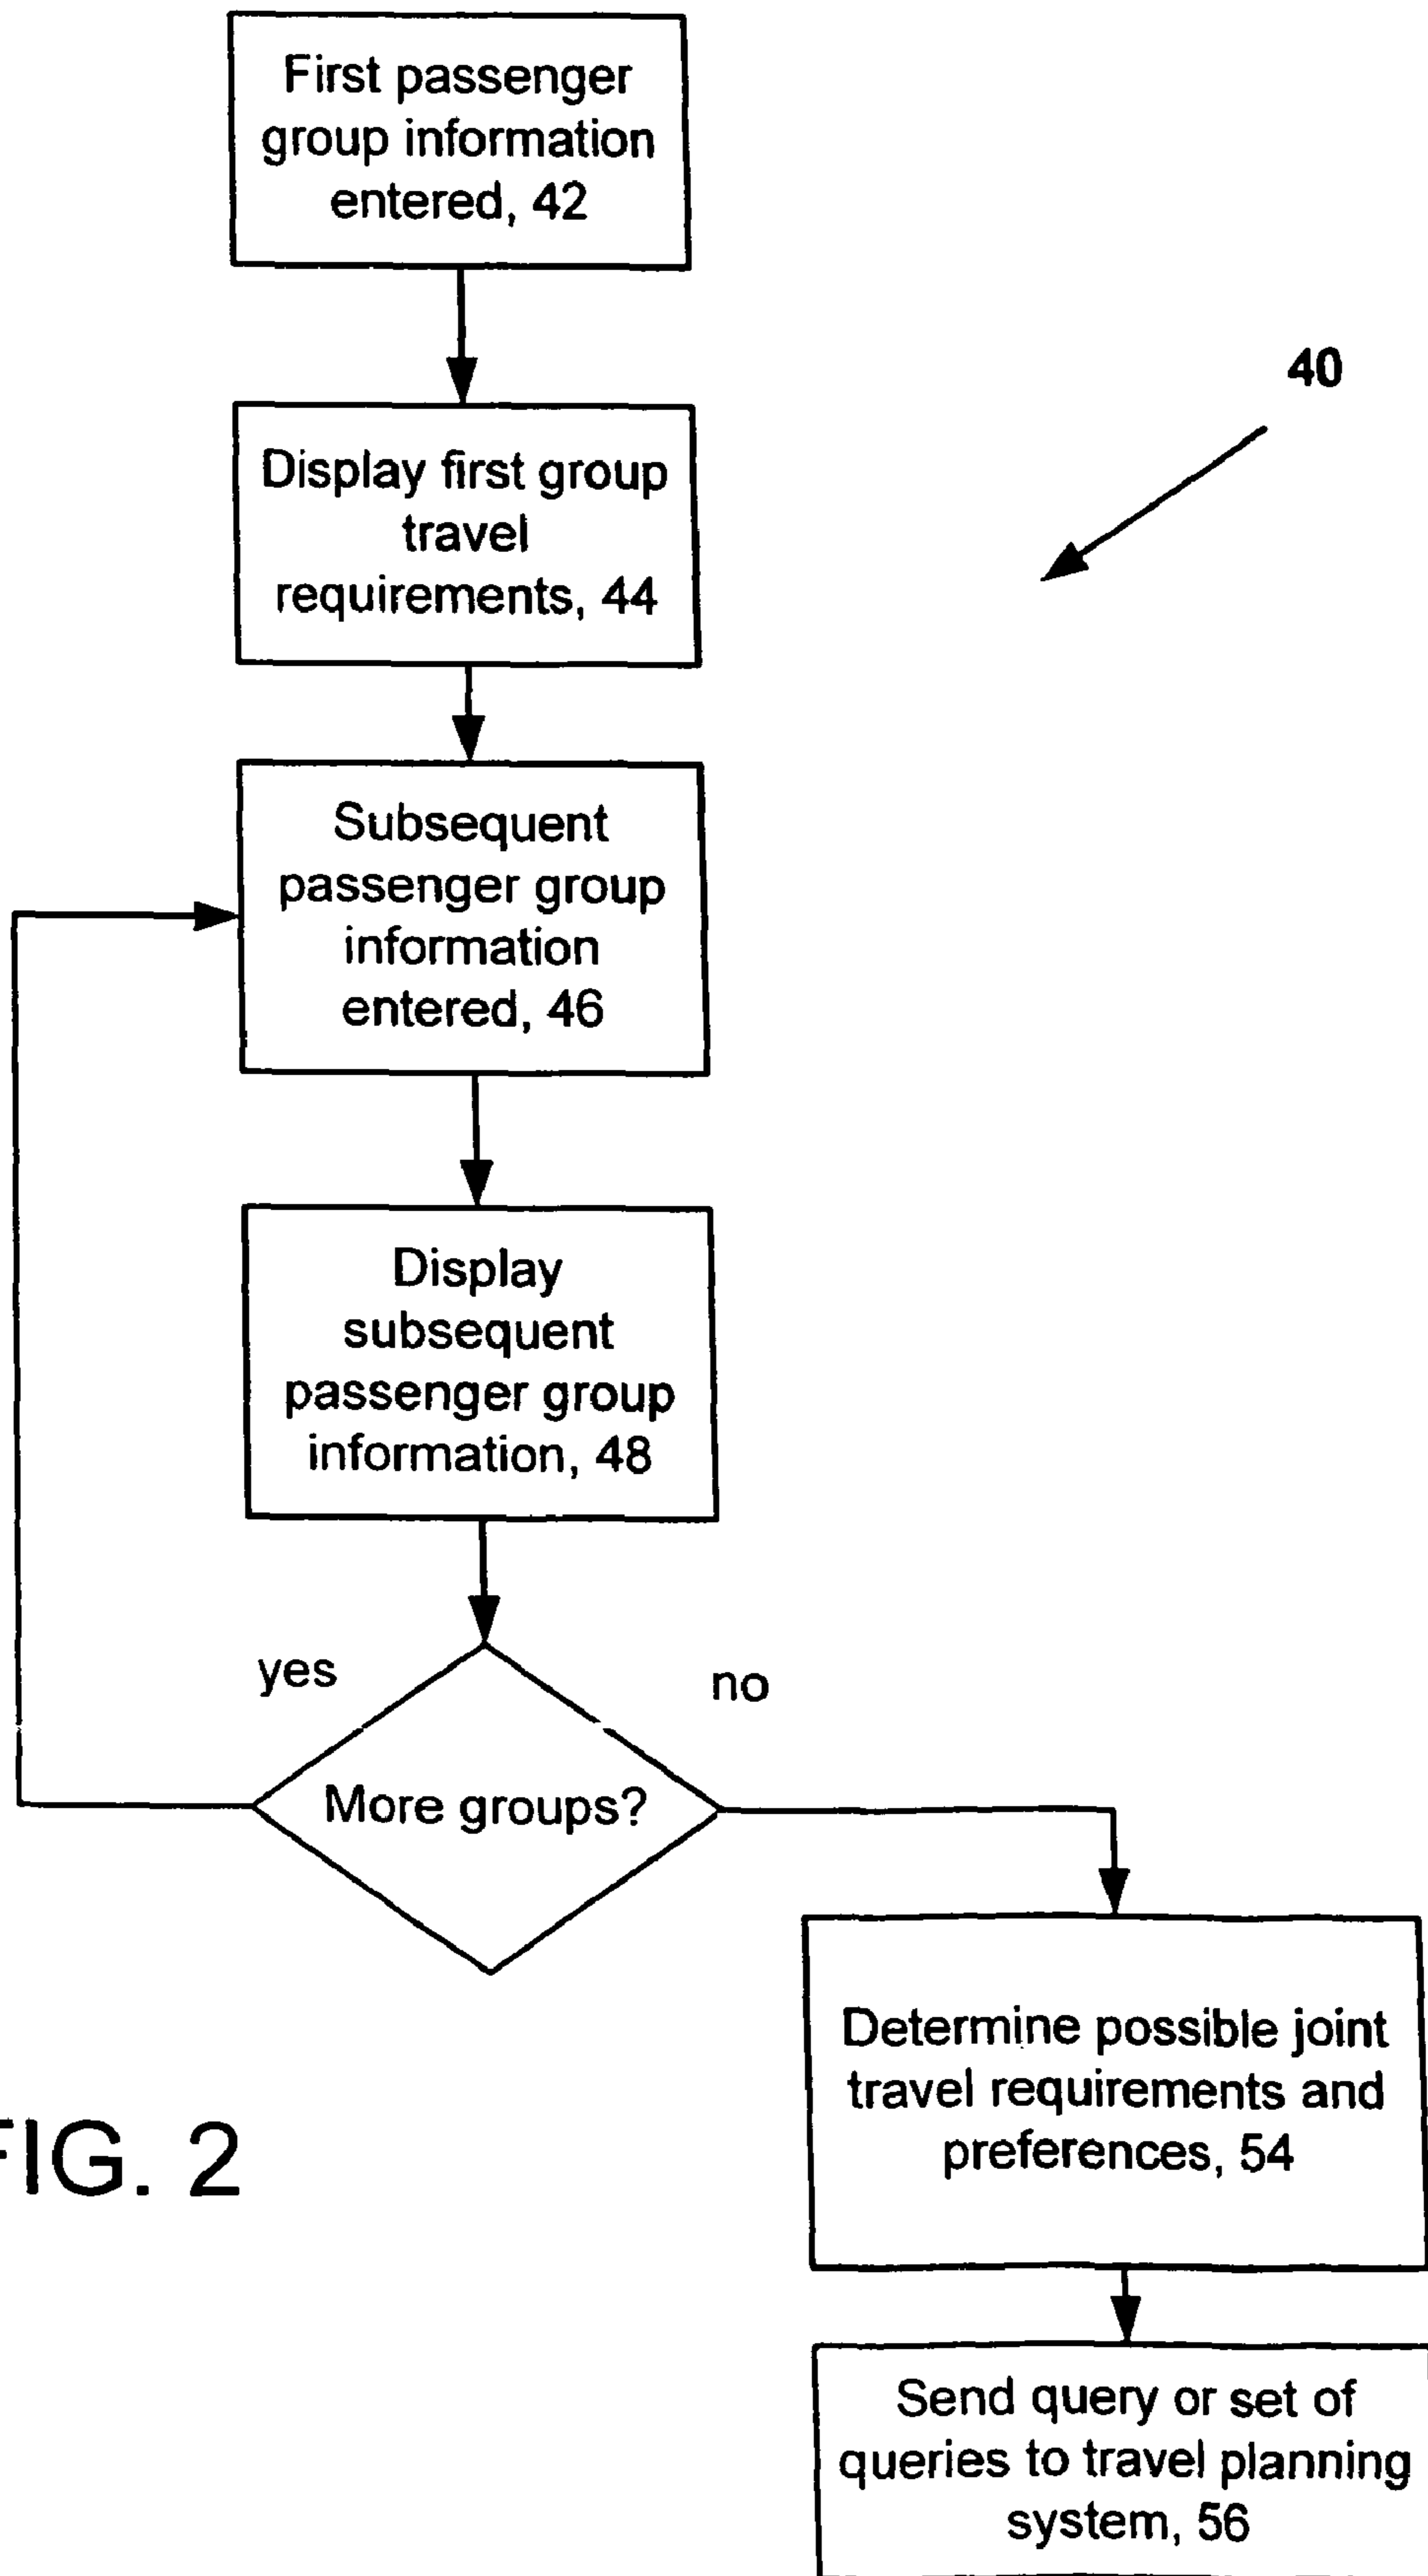 First passenger
group information
entered, 42
40
Display first group
travel
requirements, 44
Subsequent
passenger group
information
entered, 46
Display
subsequent
passenger group
information, 48
yes
no
More groups?
Determine possible joint
travel requirements and
preferences, 54
FIG. 2
Send query or set of
queries to travel planning
system, 56